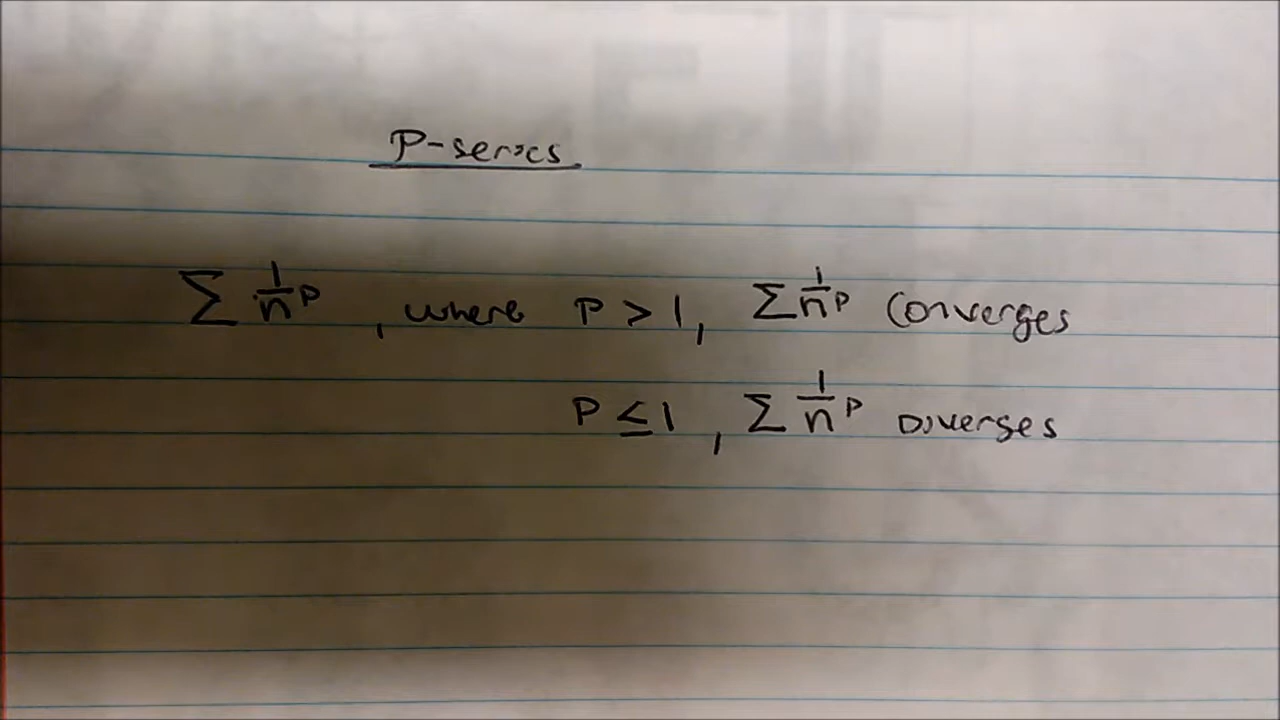 P-series
∑ 1/n^p , where P > 1, ∑ 1/n^p Converges
P ≤ 1 , ∑ 1/n^p Diverges